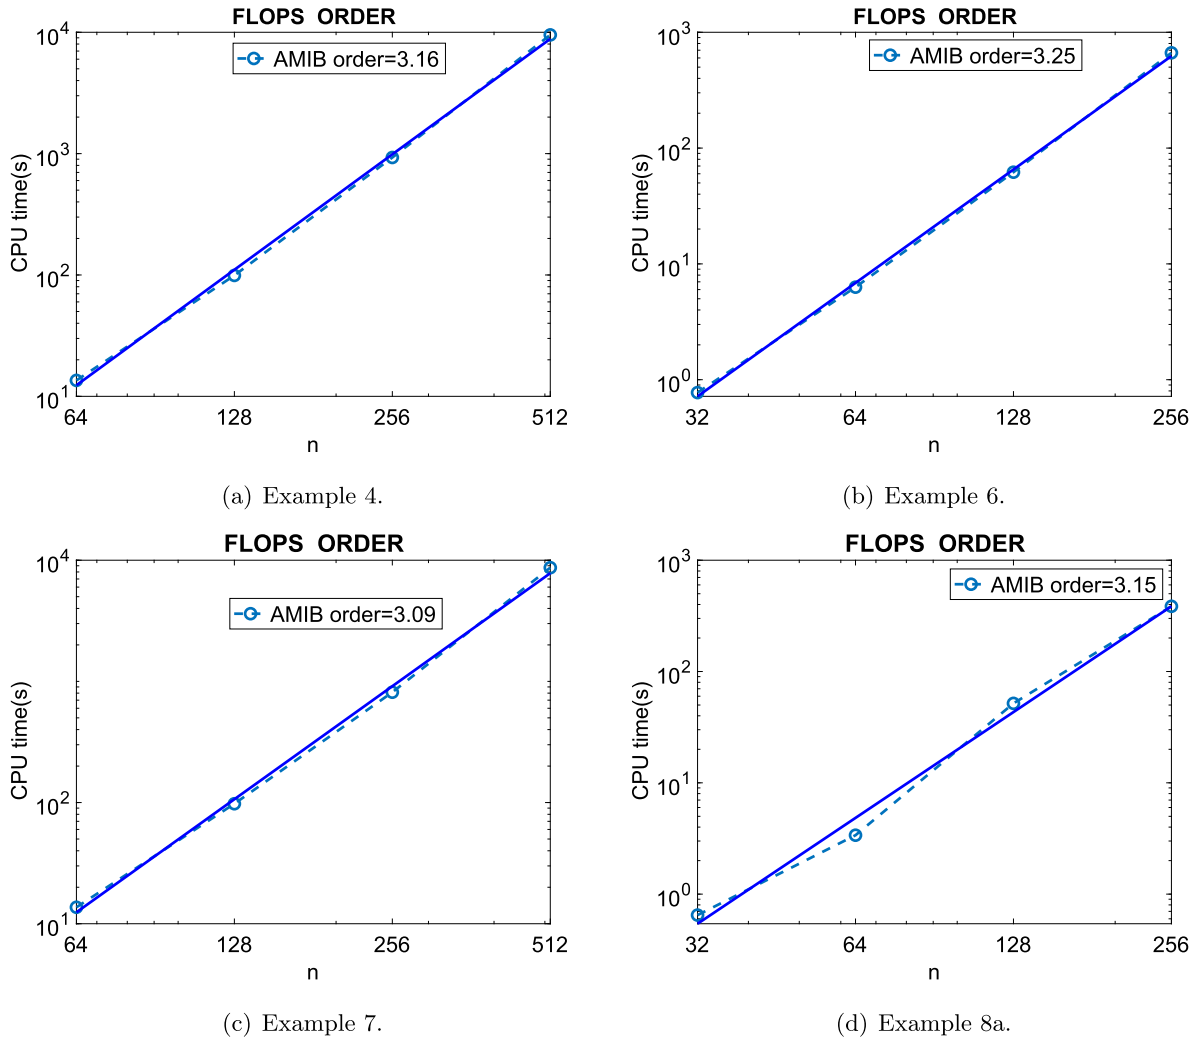 FLOPS ORDER
AMIB order=3.16
CPU time(s)
10^4
10^3
10^2
10^1
64 128 256 512
n
(a) Example 4.
FLOPS ORDER
AMIB order=3.25
CPU time(s)
10^3
10^2
10^1
10^0
32 64 128 256
n
(b) Example 6.
FLOPS ORDER
AMIB order=3.09
CPU time(s)
10^4
10^2
10^1
64 128 256 512
n
(c) Example 7.
FLOPS ORDER
AMIB order=3.15
CPU time(s)
10^3
10^2
10^1
10^0
32 64 128 256
n
(d) Example 8a.